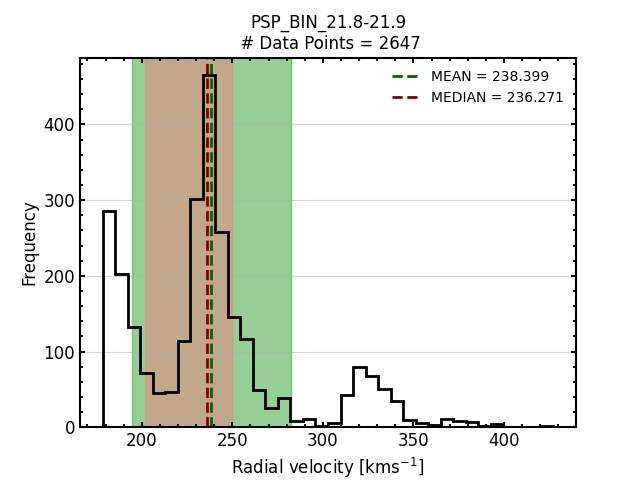 PSP_BIN_21.8-21.9
# Data Points = 2647
MEAN = 238.399
MEDIAN = 236.271
Frequency
400
300
200
100
0
200 250 300 350 400
Radial velocity [kms⁻¹]